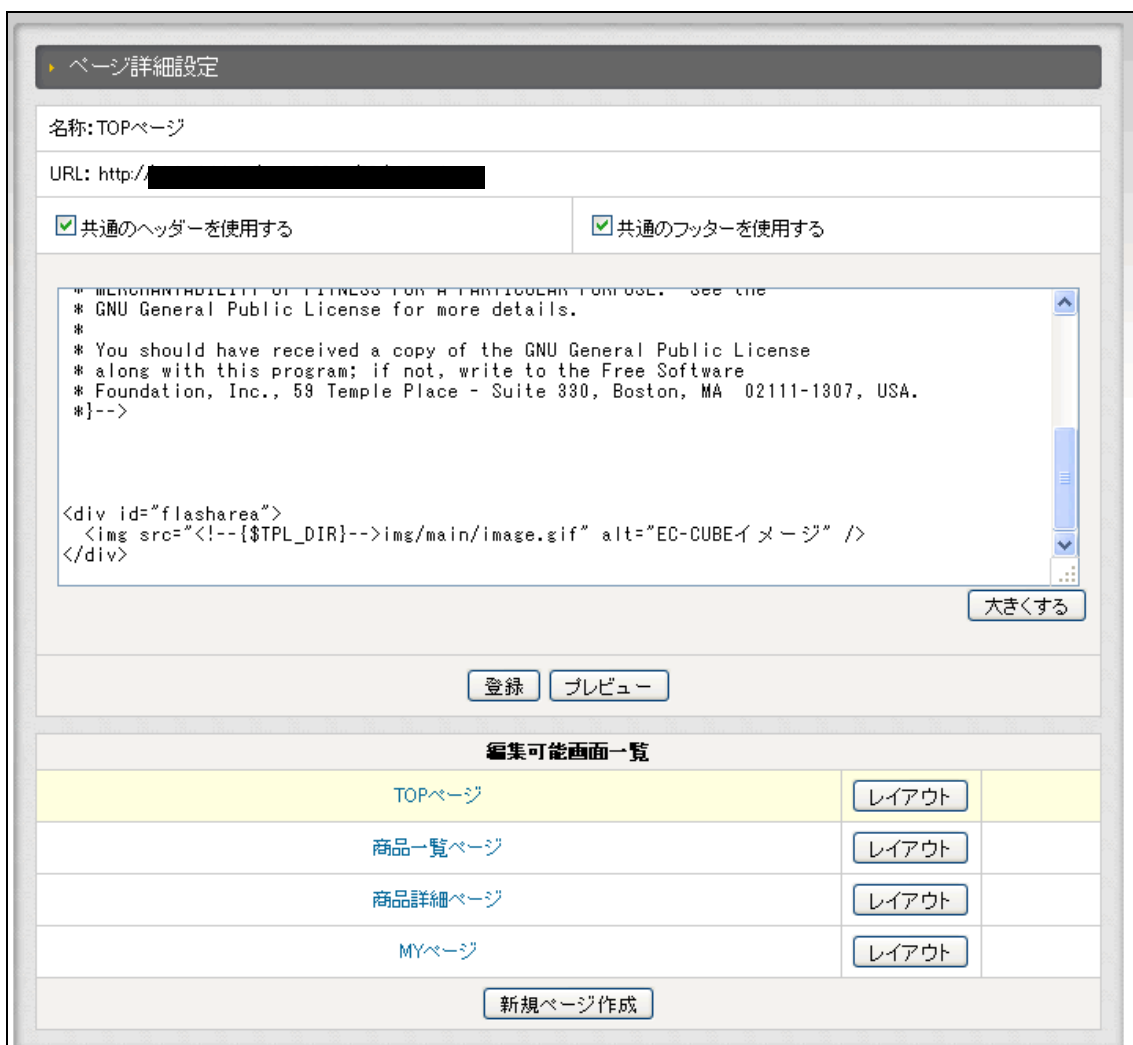 ページ詳細設定
名称:TOPページ
URL: http://
共通のヘッダーを使用する
共通のフッターを使用する
* MERCHANTABILITY or FITNESS FOR A PARTICULAR PURPOSE.  See the
* GNU General Public License for more details.
*
* You should have received a copy of the GNU General Public License
* along with this program; if not, write to the Free Software
* Foundation, Inc., 59 Temple Place - Suite 330, Boston, MA  02111-1307, USA.
*}-->
<div id="flasharea">
<img src="<!--{$TPL_DIR}-->img/main/image.gif" alt="EC-CUBEイメージ" />
</div>
大きくする
登録 プレビュー
編集可能画面一覧
TOPページ レイアウト
商品一覧ページ レイアウト
商品詳細ページ レイアウト
MYページ レイアウト
新規ページ作成